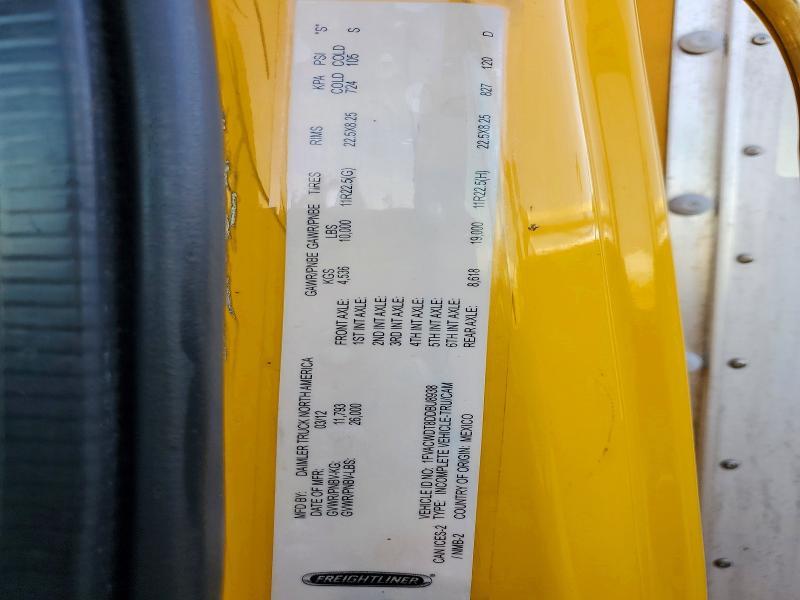 FREIGHTLINER
MFD BY: DAIMLER TRUCK NORTH AMERICA
DATE OF MFR: 03/12
GVWR/PNBV-KG: 11,793
GVWR/PNBV-LBS: 26,000
VEHICLE ID NO: 1FVACWDT8DDBU8938
CAN ICES-2 TYPE INCOMPLETE VEHICLE-TRU/CAM
/ NMB-2 COUNTRY OF ORIGIN: MEXICO
GAWR/PNBE GAWR/PNBE TIRES RIMS KPA PSI "S"
KGS LBS COLD COLD
FRONT AXLE: 4,536 10,000 11R22.5(G) 22.5X8.25 724 105 S
1ST INT AXLE:
2ND INT AXLE:
3RD INT AXLE:
4TH INT AXLE:
5TH INT AXLE:
6TH INT AXLE:
REAR AXLE: 8,618 19,000 11R22.5(H) 22.5X8.25 827 120 D